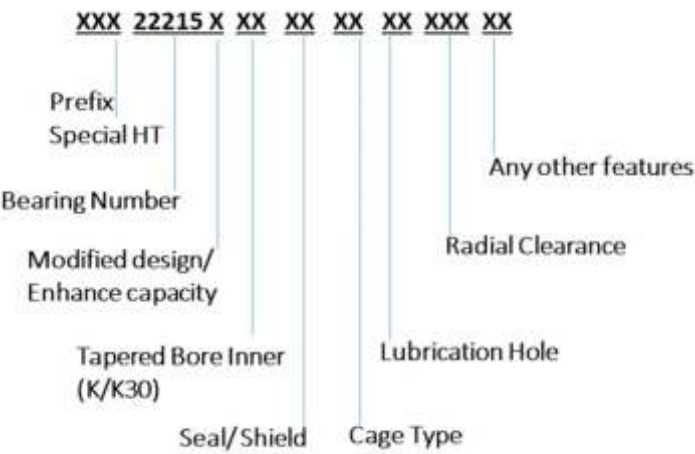 XXX 22215 X XX XX XX XX XXX XX
Prefix
Special HT
Any other features
Bearing Number
Radial Clearance
Modified design/
Enhance capacity
Tapered Bore Inner
(K/K30)
Lubrication Hole
Seal/Shield
Cage Type